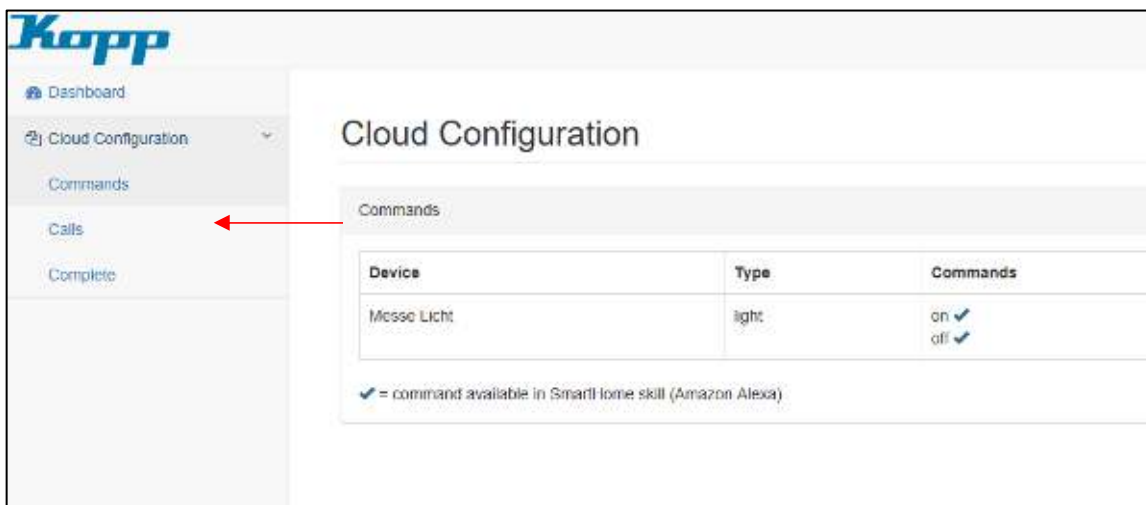 Kopp
Dashboard
Cloud Configuration
Commands
Calls
Complete
Cloud Configuration
Commands
Device Type Commands
Messe Licht light on ✔
off ✔
✔ = command available in SmartHome skill (Amazon Alexa)